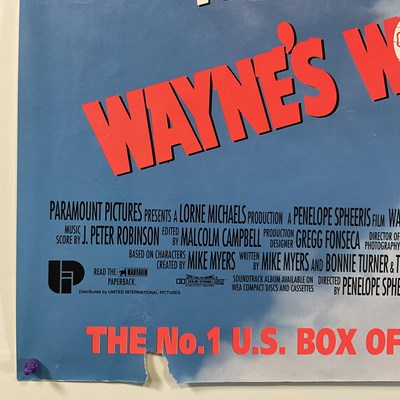 WAYNE'S W
PARAMOUNT PICTURES PRESENTS A LORNE MICHAELS PRODUCTION A PENELOPE SPHEERIS FILM WA
MUSIC SCORE BY J. PETER ROBINSON EDITED BY MALCOLM CAMPBELL PRODUCTION DESIGNER GREGG FONSECA DIRECTOR OF PHOTOGRAPHY
BASED ON CHARACTERS CREATED BY MIKE MYERS WRITTEN BY MIKE MYERS AND BONNIE TURNER & T
READ THE MANDARIN PAPERBACK. SOUNDTRACK ALBUM AVAILABLE ON WEA COMPACT DISCS AND CASSETTES DIRECTED BY PENELOPE SPHE
UIP
Distributed by UNITED INTERNATIONAL PICTURES
THE No.1 U.S. BOX OF